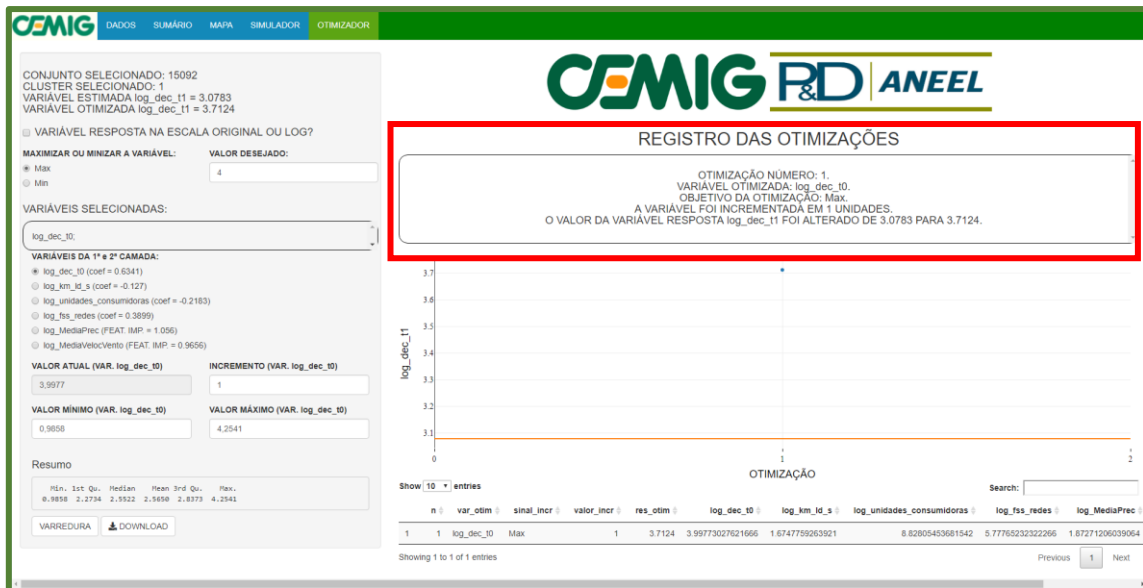 CEMIG DADOS SUMÁRIO MAPA SIMULADOR OTIMIZADOR
CONJUNTO SELECIONADO: 15092
CLUSTER SELECIONADO: 1
VARIÁVEL ESTIMADA log_dec_t1 = 3.0783
VARIÁVEL OTIMIZADA log_dec_t1 = 3.7124
VARIÁVEL RESPOSTA NA ESCALA ORIGINAL OU LOG?
MAXIMIZAR OU MINIZAR A VARIÁVEL: VALOR DESEJADO:
Max 4
Min
VARIÁVEIS SELECIONADAS:
log_dec_t0;
VARIÁVEIS DA 1ª e 2ª CAMADA:
log_dec_t0 (coef = 0.6341)
log_km_ld_s (coef = -0.127)
log_unidades_consumidoras (coef = -0.2183)
log_fss_redes (coef = 0.3899)
log_MediaPrec (FEAT. IMP. = 1.056)
log_MediaVelocVento (FEAT. IMP. = 0.9656)
VALOR ATUAL (VAR. log_dec_t0) INCREMENTO (VAR. log_dec_t0)
3,9977 1
VALOR MÍNIMO (VAR. log_dec_t0) VALOR MÁXIMO (VAR. log_dec_t0)
0,9858 4,2541
Resumo
Min. 1st Qu. Median Mean 3rd Qu. Max.
0.9858 2.2734 2.5522 2.5650 2.8373 4.2541
VARREDURA DOWNLOAD
CEMIG P&D ANEEL
REGISTRO DAS OTIMIZAÇÕES
OTIMIZAÇÃO NÚMERO: 1.
VARIÁVEL OTIMIZADA: log_dec_t0.
OBJETIVO DA OTIMIZAÇÃO: Max.
A VARIÁVEL FOI INCREMENTADA EM 1 UNIDADES.
O VALOR DA VARIÁVEL RESPOSTA log_dec_t1 FOI ALTERADO DE 3.0783 PARA 3.7124.
3.7
3.6
3.5
3.4
3.3
3.2
3.1
log_dec_t1
0 1 2
OTIMIZAÇÃO
Show 10 entries Search:
n var_otim sinal_incr valor_incr res_otim log_dec_t0 log_km_ld_s log_unidades_consumidoras log_fss_redes log_MediaPrec
1 1 log_dec_t0 Max 1 3.7124 3.99773027621666 1.6747759263921 8.82805453681542 5.77765232322266 1.87271206039064
Showing 1 to 1 of 1 entries Previous 1 Next